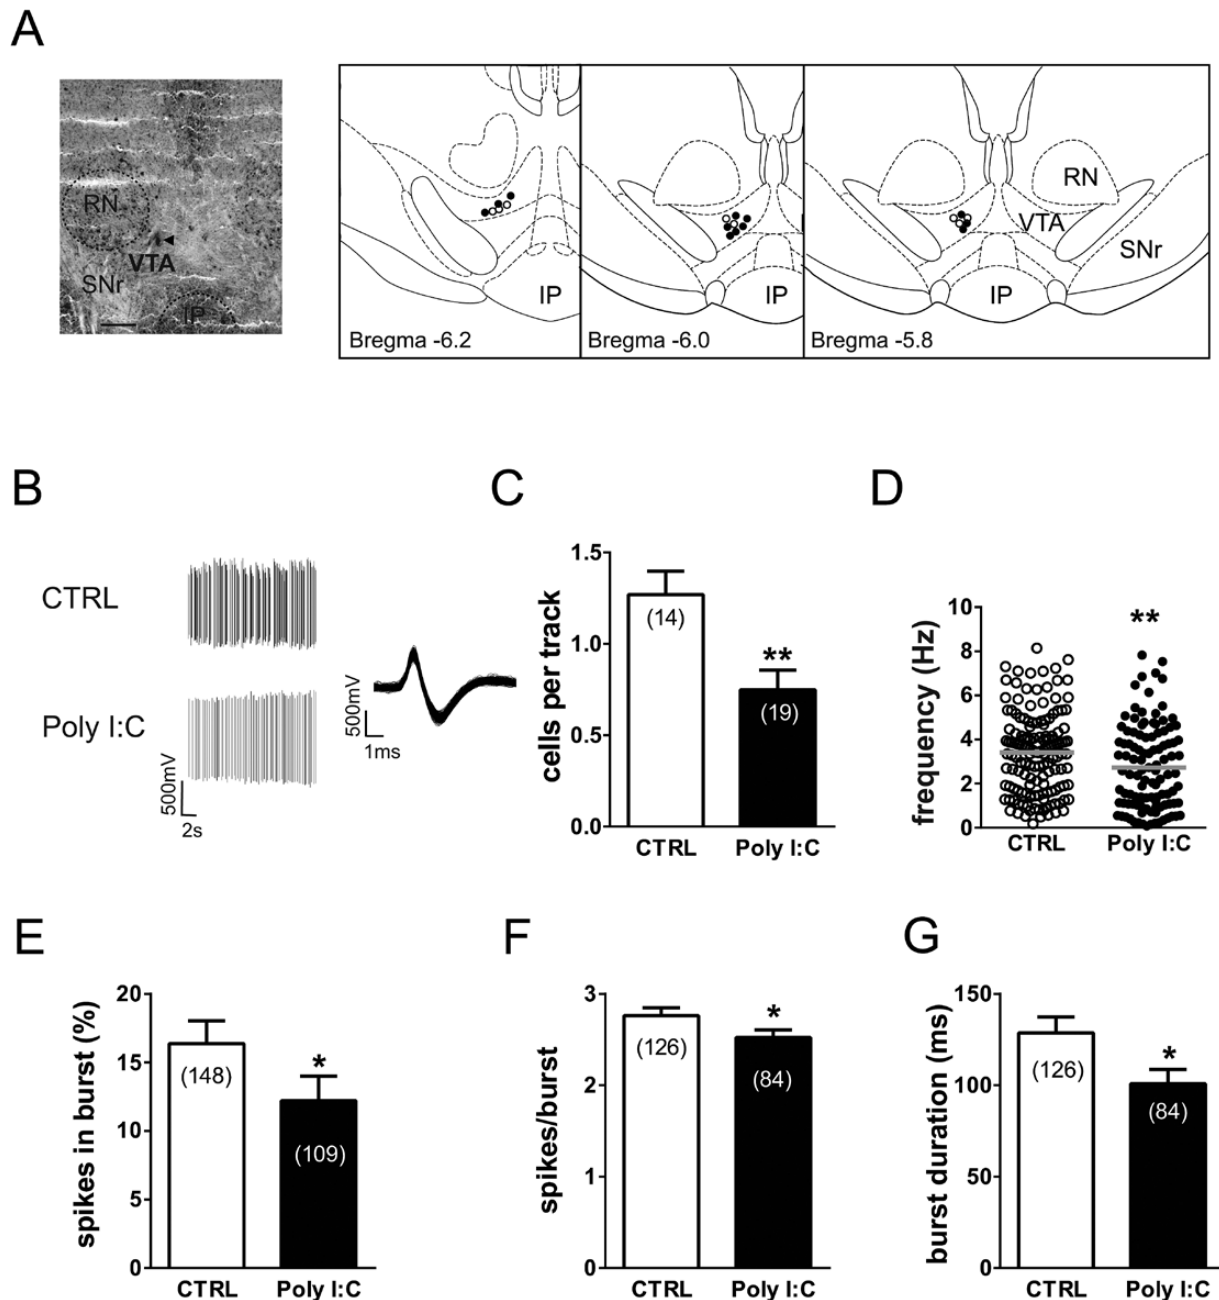 A
RN
VTA
SNr
IP
Bregma -6.2
IP
Bregma -6.0
RN
VTA
SNr
IP
Bregma -5.8
B
CTRL
Poly I:C
500mV
2s
500mV
1ms
C
cells per track
1.5
1.0
0.5
0.0
(14)
**
(19)
CTRL
Poly I:C
D
frequency (Hz)
10
8
6
4
2
0
**
CTRL
Poly I:C
E
spikes in burst (%)
20
15
10
5
0
(148)
*
(109)
CTRL
Poly I:C
F
spikes/burst
3
2
1
0
(126)
*
(84)
CTRL
Poly I:C
G
burst duration (ms)
150
100
50
0
(126)
*
(84)
CTRL
Poly I:C